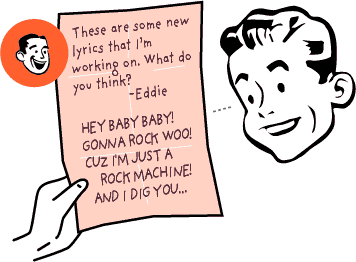 These are some new
lyrics that I'm
working on. What do
you think?
-Eddie
HEY BABY BABY!
GONNA ROCK WOO!
CUZ I'M JUST A
ROCK MACHINE!
AND I DIG YOU...